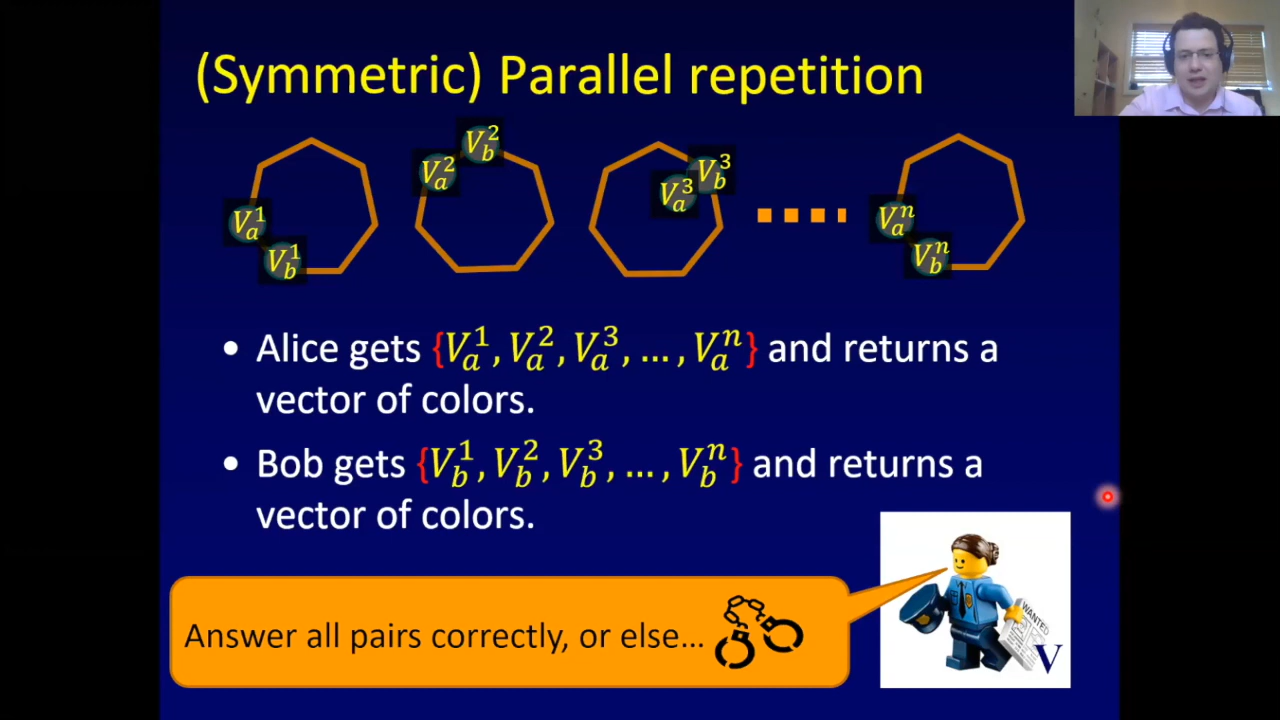 (Symmetric) Parallel repetition
V_a^1
V_b^1
V_a^2
V_b^2
V_a^3
V_b^3
V_a^n
V_b^n
• Alice gets {V_a^1, V_a^2, V_a^3, …, V_a^n} and returns a
vector of colors.
• Bob gets {V_b^1, V_b^2, V_b^3, …, V_b^n} and returns a
vector of colors.
Answer all pairs correctly, or else…
WANTED
V